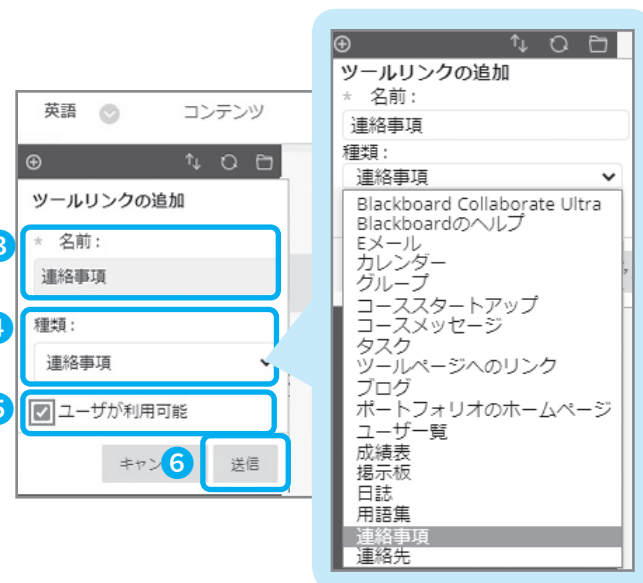 英語
コンテンツ
ツールリンクの追加
* 名前：
連絡事項
種類：
連絡事項
ユーザが利用可能
キャン
6
送信
ツールリンクの追加
* 名前：
連絡事項
種類：
連絡事項
Blackboard Collaborate Ultra
Blackboardのヘルプ
Eメール
カレンダー
グループ
コーススタートアップ
コースメッセージ
タスク
ツールページへのリンク
ブログ
ポートフォリオのホームページ
ユーザ一覧
成績表
掲示板
日誌
用語集
連絡事項
連絡先